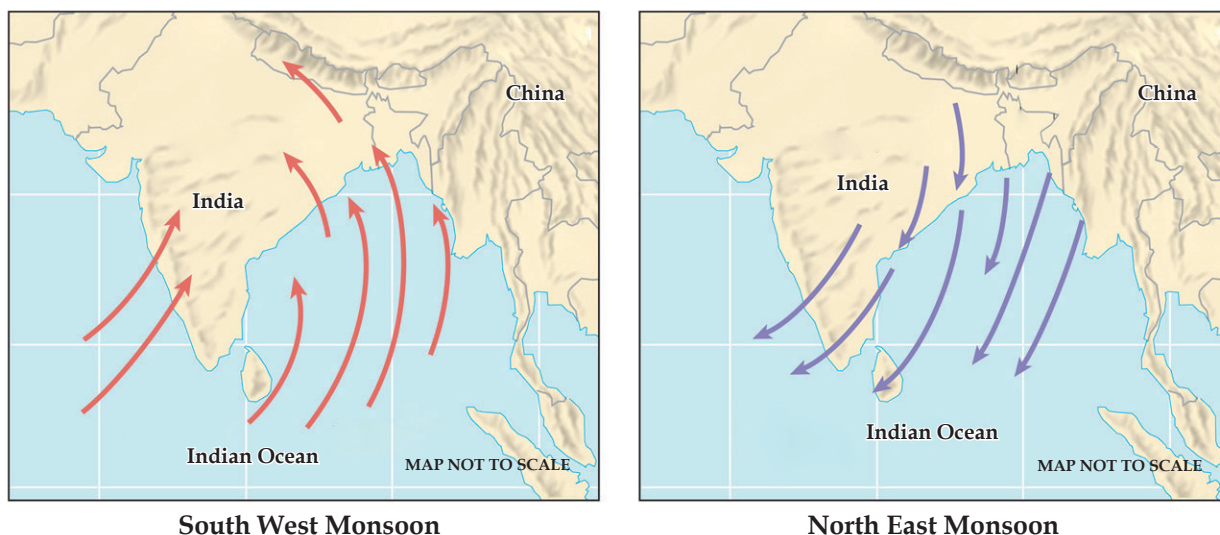 China
India
Indian Ocean
MAP NOT TO SCALE
South West Monsoon
China
India
Indian Ocean
MAP NOT TO SCALE
North East Monsoon